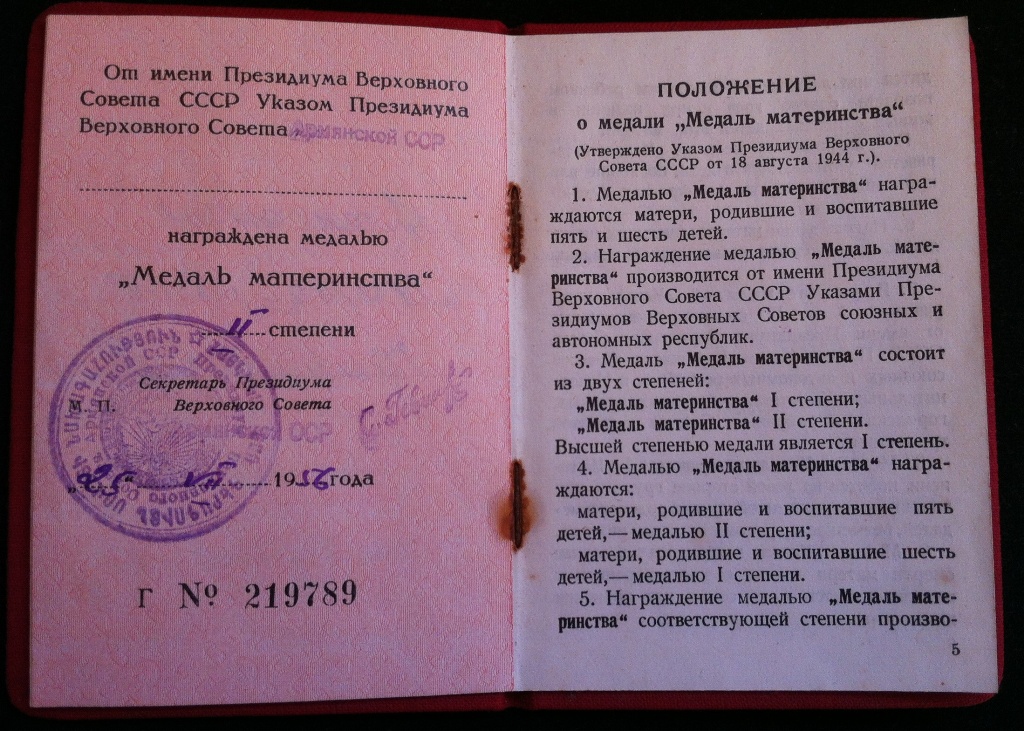 От имени Президиума Верховного
Совета СССР Указом Президиума
Верховного Совета Армянской ССР
награждена медалью
„Медаль материнства“
II степени
Секретарь Президиума
М. П. Верховного Совета
Армянской ССР
„25“ VII 1956 года
Г № 219789
ПОЛОЖЕНИЕ
о медали „Медаль материнства“
(Утверждено Указом Президиума Верховного
Совета СССР от 18 августа 1944 г.).
1. Медалью „Медаль материнства“ награ-
ждаются матери, родившие и воспитавшие
пять и шесть детей.
2. Награждение медалью „Медаль мате-
ринства“ производится от имени Президиума
Верховного Совета СССР Указами Пре-
зидиумов Верховных Советов союзных и
автономных республик.
3. Медаль „Медаль материнства“ состоит
из двух степеней:
„Медаль материнства“ I степени;
„Медаль материнства“ II степени.
Высшей степенью медали является I степень.
4. Медалью „Медаль материнства“ награ-
ждаются:
матери, родившие и воспитавшие пять
детей,— медалью II степени;
матери, родившие и воспитавшие шесть
детей,— медалью I степени.
5. Награждение медалью „Медаль мате-
ринства“ соответствующей степени произво-
5